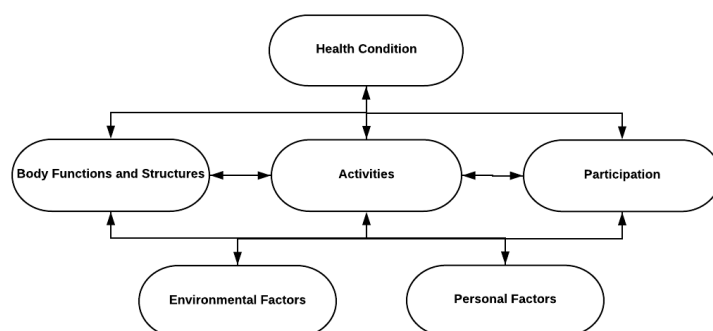 Health Condition
Body Functions and Structures
Activities
Participation
Environmental Factors
Personal Factors